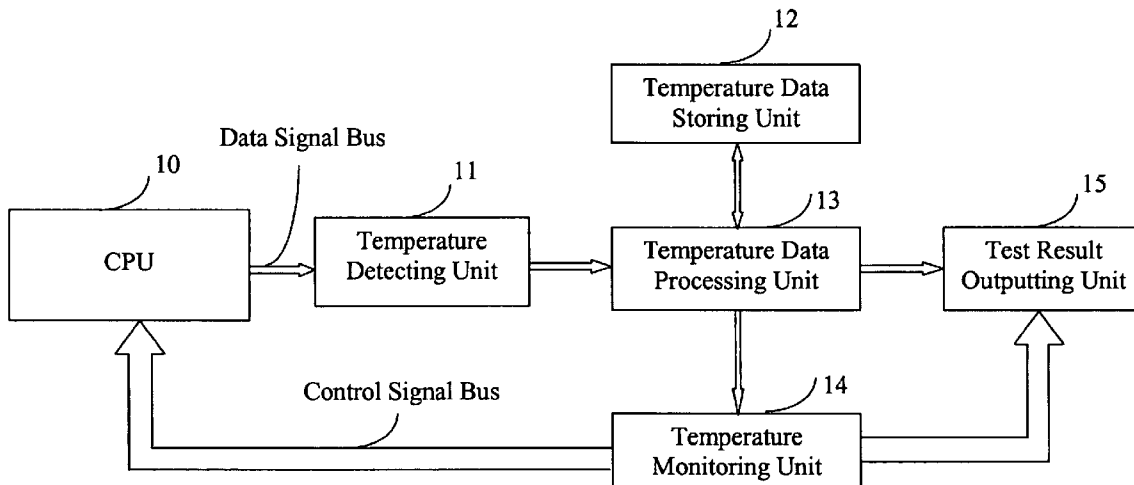 12
Temperature Data
Storing Unit
Data Signal Bus
10
11
13
15
CPU
Temperature
Detecting Unit
Temperature Data
Processing Unit
Test Result
Outputting Unit
Control Signal Bus
14
Temperature
Monitoring Unit